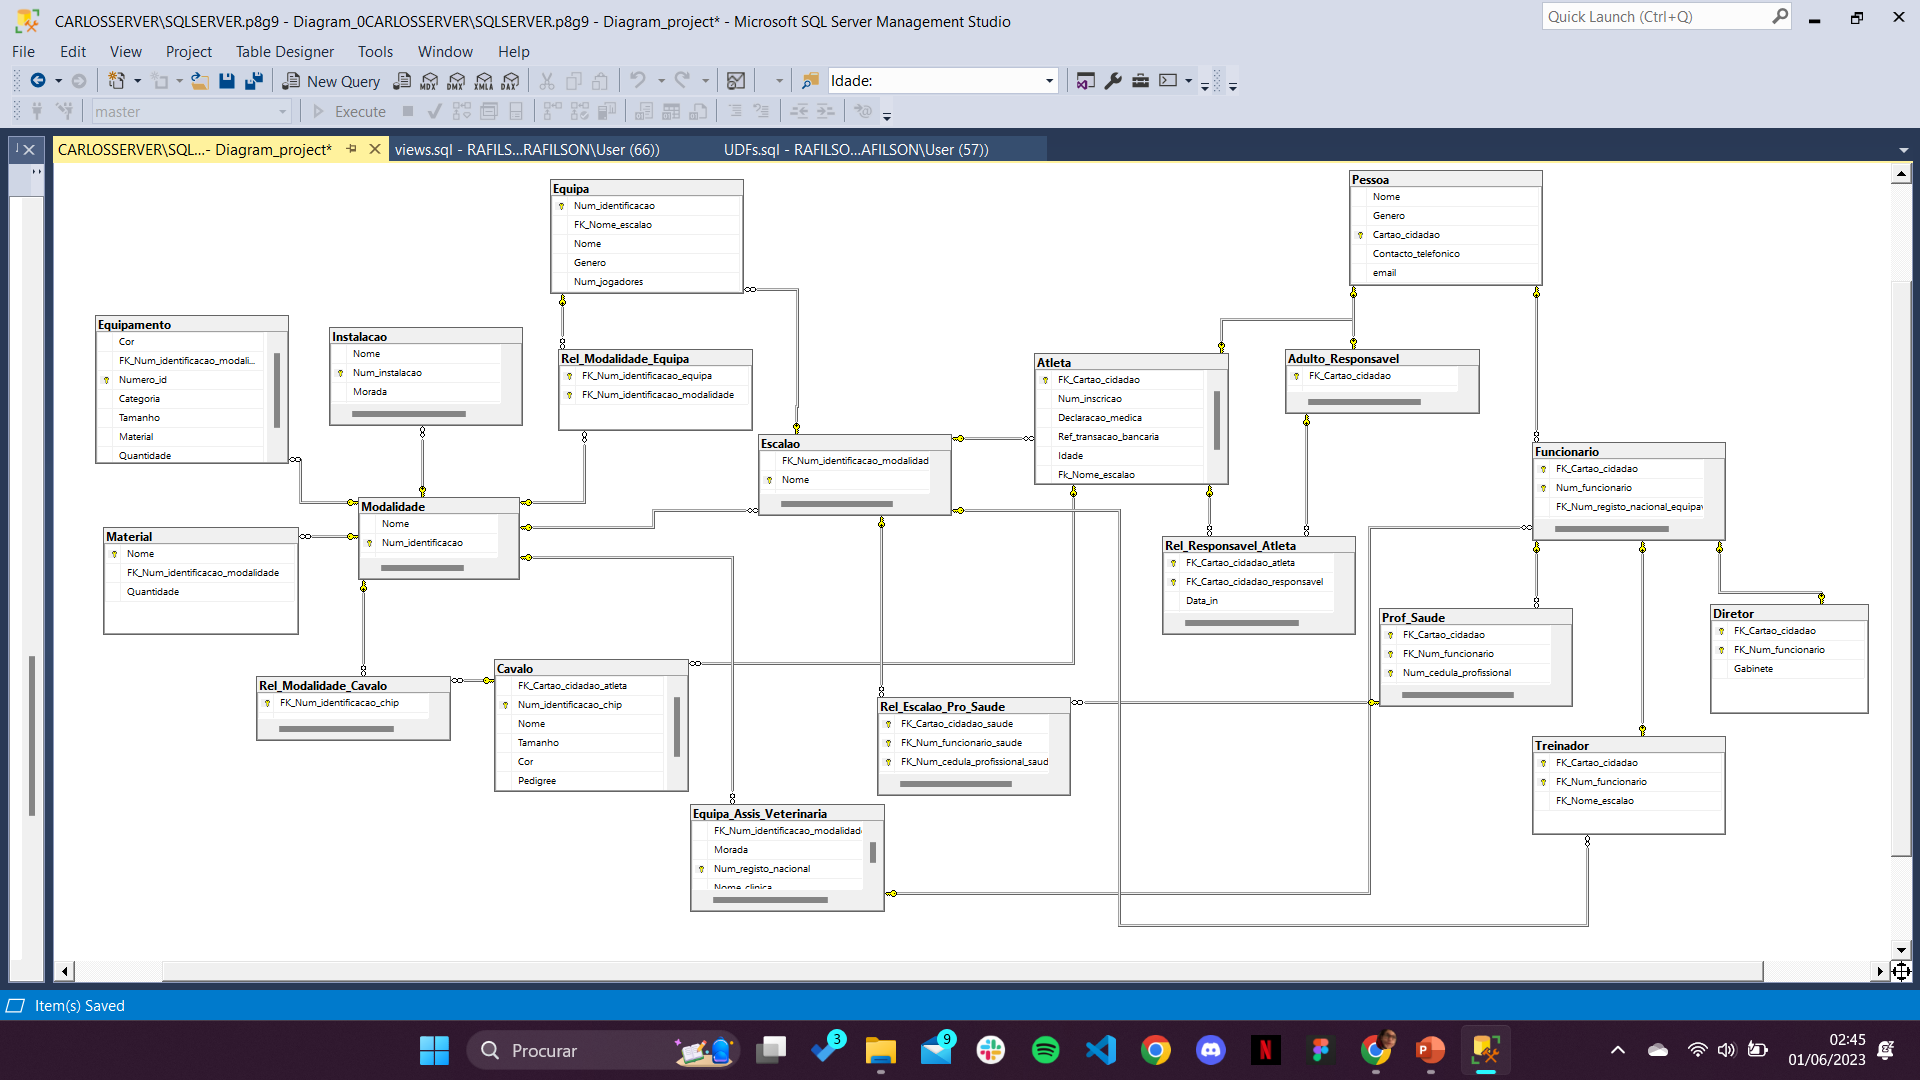 CARLOSSERVER\SQLSERVER.p8g9 - Diagram_0CARLOSSERVER\SQLSERVER.p8g9 - Diagram_project* - Microsoft SQL Server Management Studio
Quick Launch (Ctrl+Q)
File Edit View Project Table Designer Tools Window Help
New Query
MDX DMX XMLA DAX
Idade:
master
Execute
CARLOSSERVER\SQL...- Diagram_project*
views.sql - RAFILS...RAFILSON\User (66))
UDFs.sql - RAFILSO...AFILSON\User (57))
Equipa
Num_identificacao
FK_Nome_escalao
Nome
Genero
Num_jogadores
Pessoa
Nome
Genero
Cartao_cidadao
Contacto_telefonico
email
Equipamento
Cor
FK_Num_identificacao_modali...
Numero_id
Categoria
Tamanho
Material
Quantidade
Instalacao
Nome
Num_instalacao
Morada
Rel_Modalidade_Equipa
FK_Num_identificacao_equipa
FK_Num_identificacao_modalidade
Atleta
FK_Cartao_cidadao
Num_inscricao
Declaracao_medica
Ref_transacao_bancaria
Idade
Fk_Nome_escalao
Adulto_Responsavel
FK_Cartao_cidadao
Escalao
FK_Num_identificacao_modalidad
Nome
Funcionario
FK_Cartao_cidadao
Num_funcionario
FK_Num_registo_nacional_equipav
Modalidade
Nome
Num_identificacao
Material
Nome
FK_Num_identificacao_modalidade
Quantidade
Rel_Responsavel_Atleta
FK_Cartao_cidadao_atleta
FK_Cartao_cidadao_responsavel
Data_in
Prof_Saude
FK_Cartao_cidadao
FK_Num_funcionario
Num_cedula_profissional
Diretor
FK_Cartao_cidadao
FK_Num_funcionario
Gabinete
Rel_Modalidade_Cavalo
FK_Num_identificacao_chip
Cavalo
FK_Cartao_cidadao_atleta
Num_identificacao_chip
Nome
Tamanho
Cor
Pedigree
Rel_Escalao_Pro_Saude
FK_Cartao_cidadao_saude
FK_Num_funcionario_saude
FK_Num_cedula_profissional_saud
Treinador
FK_Cartao_cidadao
FK_Num_funcionario
FK_Nome_escalao
Equipa_Assis_Veterinaria
FK_Num_identificacao_modalidad
Morada
Num_registo_nacional
Nome_clinica
Item(s) Saved
Procurar
3
9
02:45
01/06/2023